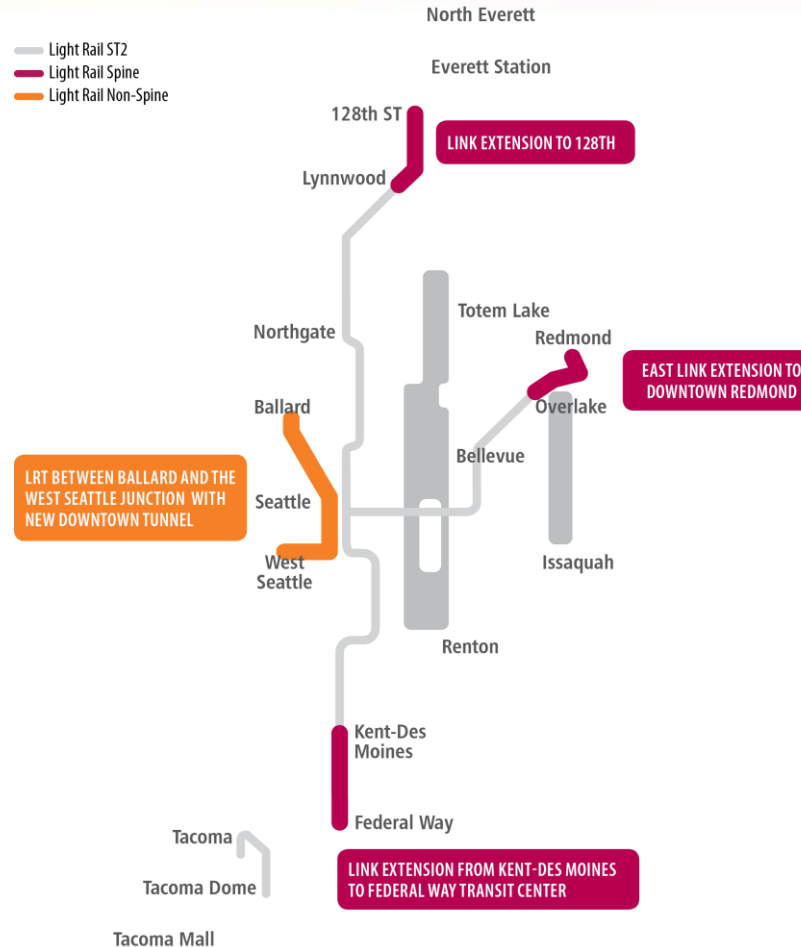 North Everett
Light Rail ST2
Light Rail Spine
Light Rail Non-Spine
Everett Station
128th ST
LINK EXTENSION TO 128TH
Lynnwood
Totem Lake
Northgate
Redmond
EAST LINK EXTENSION TO
DOWNTOWN REDMOND
Ballard
Overlake
Bellevue
LRT BETWEEN BALLARD AND THE
WEST SEATTLE JUNCTION WITH
NEW DOWNTOWN TUNNEL
Seattle
West
Seattle
Issaquah
Renton
Kent-Des
Moines
Federal Way
Tacoma
LINK EXTENSION FROM KENT-DES MOINES
TO FEDERAL WAY TRANSIT CENTER
Tacoma Dome
Tacoma Mall